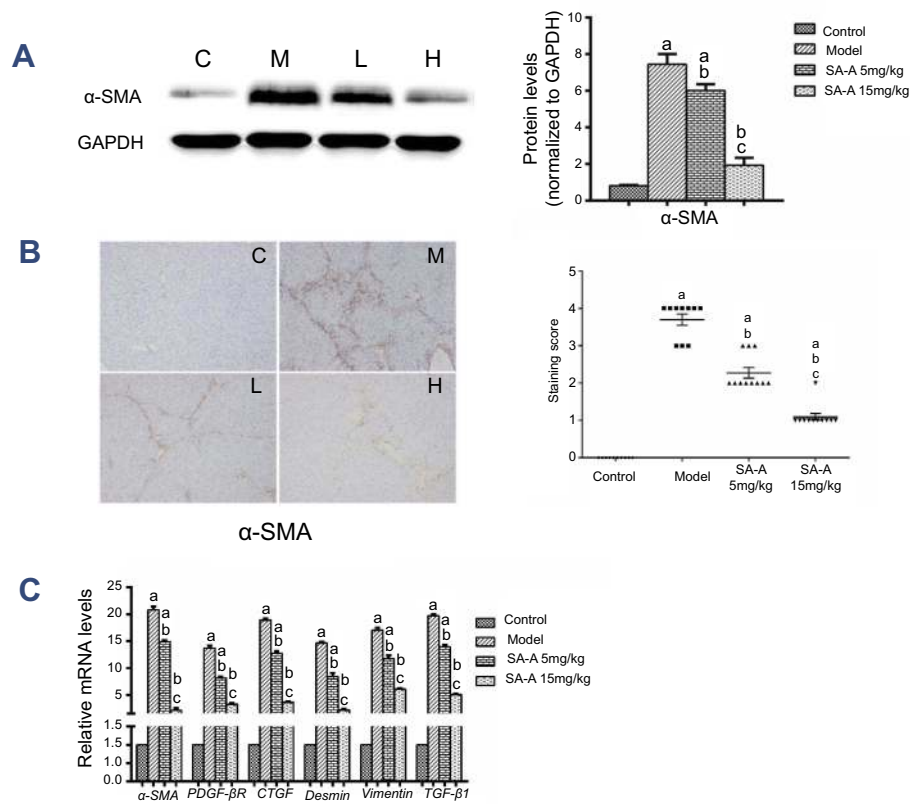 A
C M L H
α-SMA
GAPDH
Protein levels
(normalized to GAPDH)
10
8
6
4
2
0
a
a
b
b
c
α-SMA
Control
Model
SA-A 5mg/kg
SA-A 15mg/kg
B
C
M
L
H
α-SMA
Staining score
5
4
3
2
1
0
a
a
b
a
b
c
Control
Model
SA-A
5mg/kg
SA-A
15mg/kg
C
Relative mRNA levels
25
20
15
10
5
1.5
1.5
1.0
0.0
a
a
b
b
c
a
a
b
b
c
a
a
b
b
c
a
a
b
b
c
a
a
b
b
c
a
a
b
b
c
α-SMA PDGF-βR CTGF Desmin Vimentin TGF-β1
Control
Model
SA-A 5mg/kg
SA-A 15mg/kg